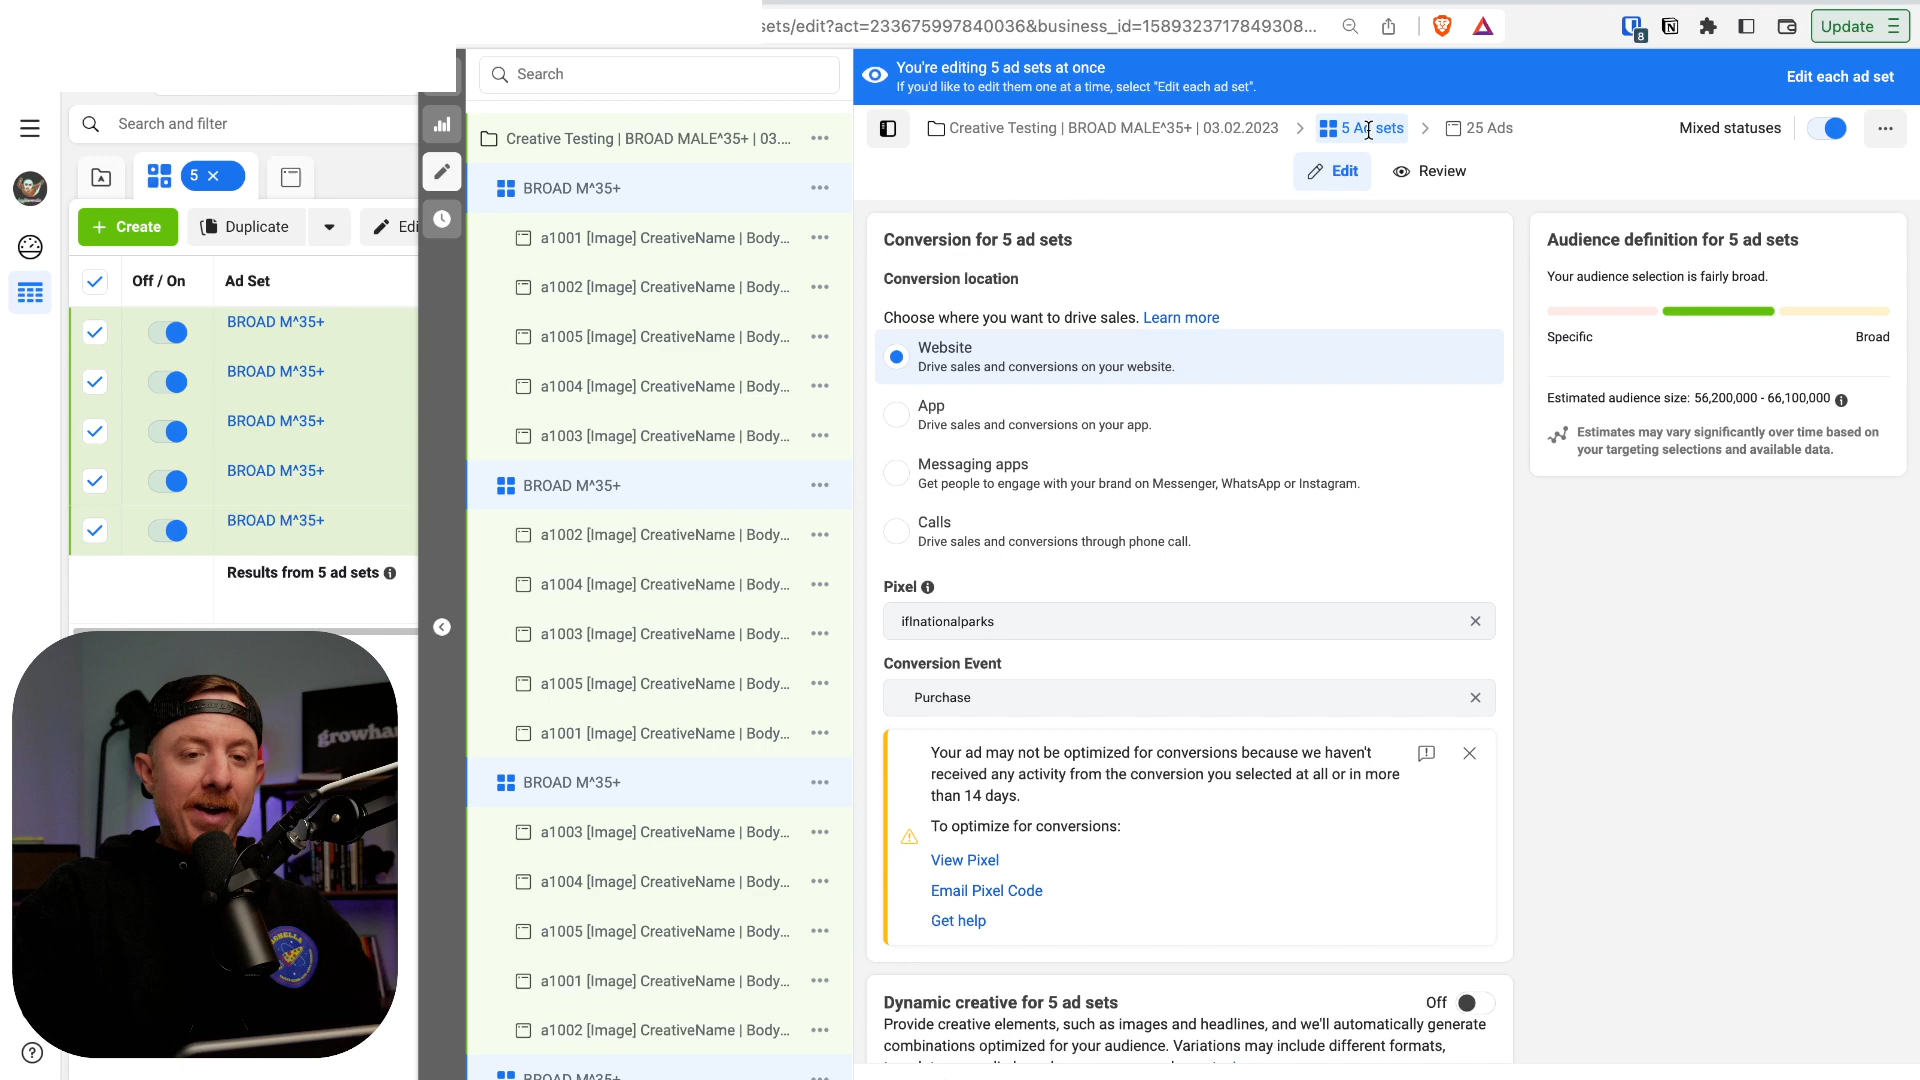 sets/edit?act=233675997840036&business_id=1589323717849308...
8
Update
Search
You're editing 5 ad sets at once
If you'd like to edit them one at a time, select "Edit each ad set".
Edit each ad set
Search and filter
5
Create
Duplicate
Edi
Off / On
Ad Set
BROAD M^35+
BROAD M^35+
BROAD M^35+
BROAD M^35+
BROAD M^35+
Results from 5 ad sets
Creative Testing | BROAD MALE^35+ | 03....
BROAD M^35+
a1001 [Image] CreativeName | Body...
a1002 [Image] CreativeName | Body...
a1005 [Image] CreativeName | Body...
a1004 [Image] CreativeName | Body...
a1003 [Image] CreativeName | Body...
BROAD M^35+
a1002 [Image] CreativeName | Body...
a1004 [Image] CreativeName | Body...
a1003 [Image] CreativeName | Body...
a1005 [Image] CreativeName | Body...
a1001 [Image] CreativeName | Body...
BROAD M^35+
a1003 [Image] CreativeName | Body...
a1004 [Image] CreativeName | Body...
a1005 [Image] CreativeName | Body...
a1001 [Image] CreativeName | Body...
a1002 [Image] CreativeName | Body...
BROAD M^35+
Creative Testing | BROAD MALE^35+ | 03.02.2023
5 Ad sets
25 Ads
Mixed statuses
Edit
Review
Conversion for 5 ad sets
Conversion location
Choose where you want to drive sales. Learn more
Website
Drive sales and conversions on your website.
App
Drive sales and conversions on your app.
Messaging apps
Get people to engage with your brand on Messenger, WhatsApp or Instagram.
Calls
Drive sales and conversions through phone call.
Pixel
iflnationalparks
Conversion Event
Purchase
Your ad may not be optimized for conversions because we haven't
received any activity from the conversion you selected at all or in more
than 14 days.
To optimize for conversions:
View Pixel
Email Pixel Code
Get help
Dynamic creative for 5 ad sets
Off
Provide creative elements, such as images and headlines, and we'll automatically generate
combinations optimized for your audience. Variations may include different formats,
Audience definition for 5 ad sets
Your audience selection is fairly broad.
Specific
Broad
Estimated audience size: 56,200,000 - 66,100,000
Estimates may vary significantly over time based on
your targeting selections and available data.
growha